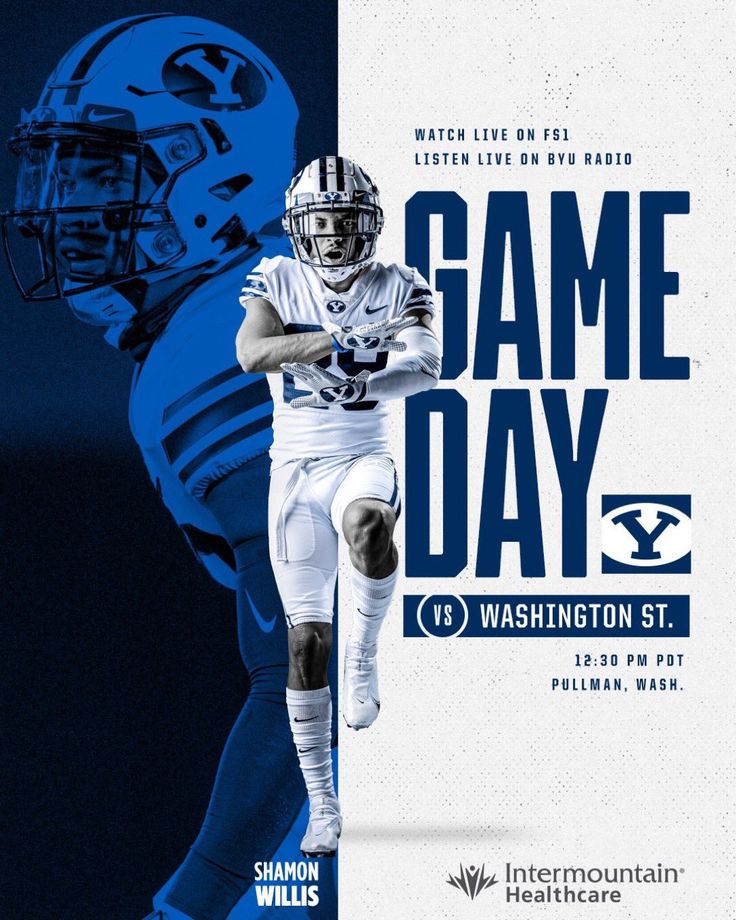 WATCH LIVE ON FS1
LISTEN LIVE ON BYU RADIO
GAME
DAY
Y
VS WASHINGTON ST.
12:30 PM PDT
PULLMAN, WASH.
SHAMON
WILLIS
Intermountain®
Healthcare